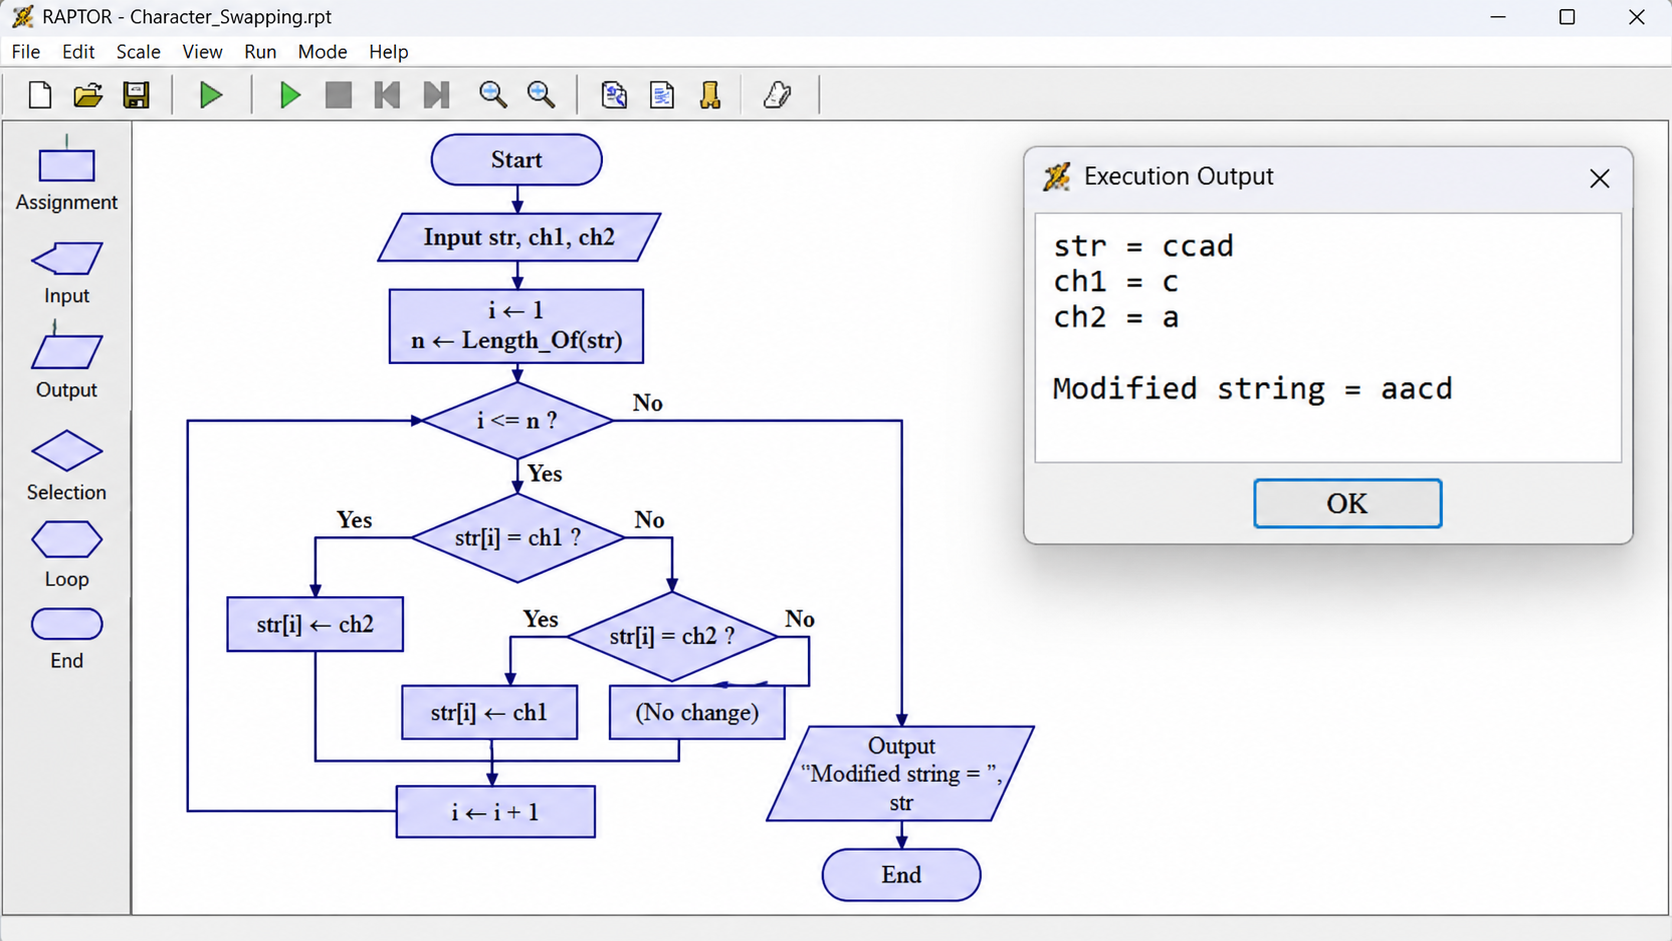 RAPTOR - Character_Swapping.rpt
File Edit Scale View Run Mode Help
Assignment
Input
Output
Selection
Loop
End
Start
Input str, ch1, ch2
i ← 1
n ← Length_Of(str)
i <= n ?
No
Yes
str[i] = ch1 ?
Yes
No
str[i] ← ch2
str[i] = ch2 ?
Yes
No
str[i] ← ch1
(No change)
i ← i + 1
Output
“Modified string = ”,
str
End
Execution Output
str = ccad
ch1 = c
ch2 = a
Modified string = aacd
OK